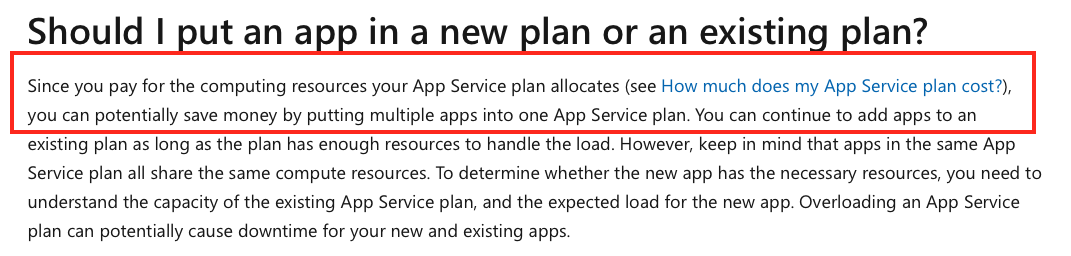 Should I put an app in a new plan or an existing plan?
Since you pay for the computing resources your App Service plan allocates (see How much does my App Service plan cost?),
you can potentially save money by putting multiple apps into one App Service plan. You can continue to add apps to an
existing plan as long as the plan has enough resources to handle the load. However, keep in mind that apps in the same App
Service plan all share the same compute resources. To determine whether the new app has the necessary resources, you need to
understand the capacity of the existing App Service plan, and the expected load for the new app. Overloading an App Service
plan can potentially cause downtime for your new and existing apps.